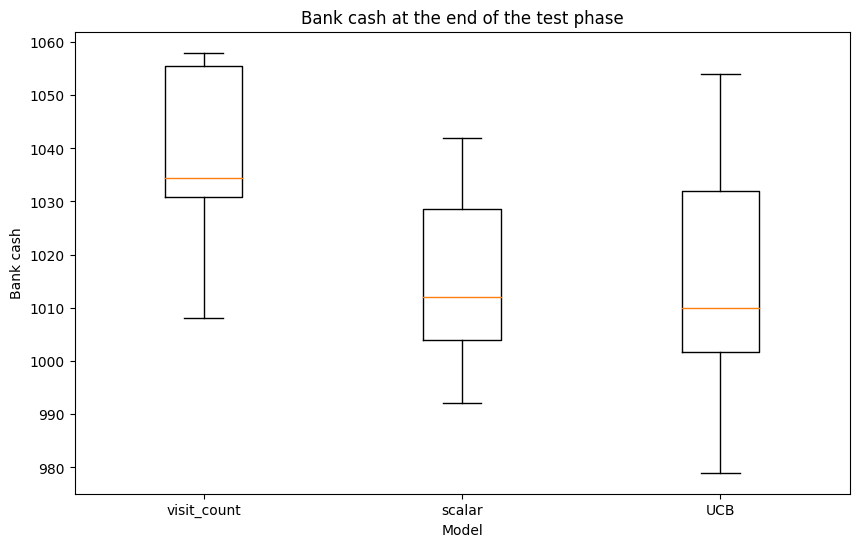 Bank cash at the end of the test phase
1060
1050
1040
1030
1020
1010
1000
990
980
Bank cash
visit_count
scalar
UCB
Model